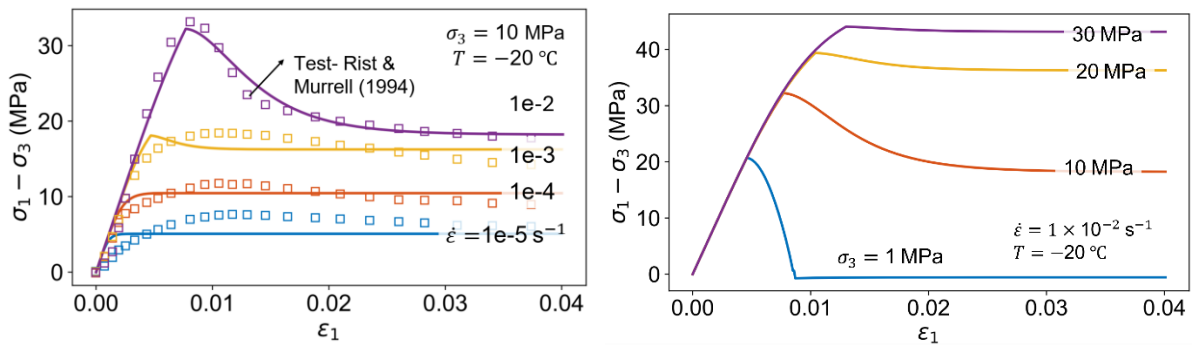 30
20
10
0
σ₁ − σ₃ (MPa)
σ₃ = 10 MPa
T = −20 °C
Test- Rist &
Murrell (1994)
1e-2
1e-3
1e-4
ε̇ = 1e-5 s⁻¹
0.00 0.01 0.02 0.03 0.04
ε₁
40
30
20
10
0
σ₁ − σ₃ (MPa)
30 MPa
20 MPa
10 MPa
σ₃ = 1 MPa
ε̇ = 1 × 10⁻² s⁻¹
T = −20 °C
0.00 0.01 0.02 0.03 0.04
ε₁